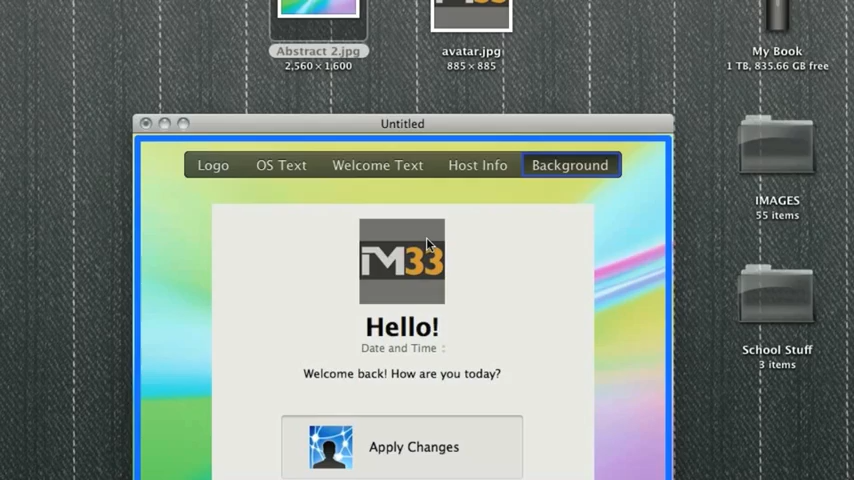 Abstract 2.jpg
2,560 × 1,600
avatar.jpg
885 × 885
My Book
1 TB, 835.66 GB free
Untitled
Logo
OS Text
Welcome Text
Host Info
Background
iM33
Hello!
Date and Time :
Welcome back! How are you today?
Apply Changes
IMAGES
55 items
School Stuff
3 items